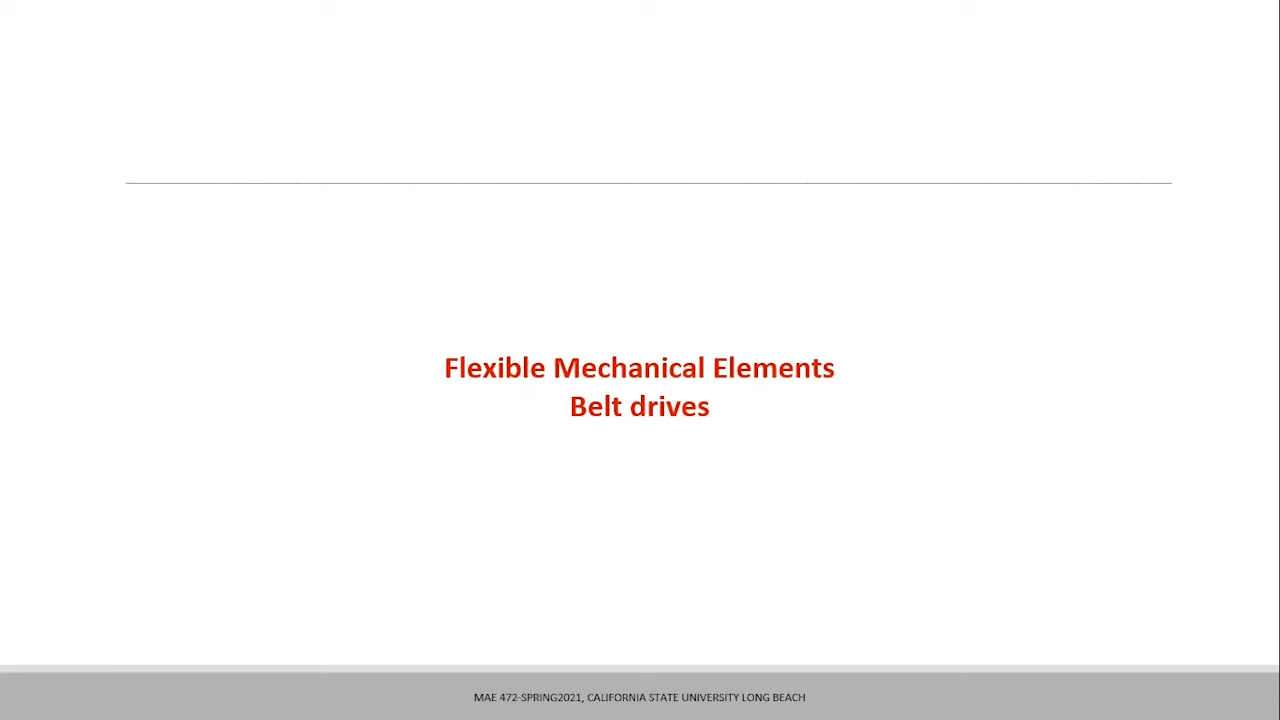 Flexible Mechanical Elements
Belt drives
MAE 472-SPRING2021, CALIFORNIA STATE UNIVERSITY LONG BEACH